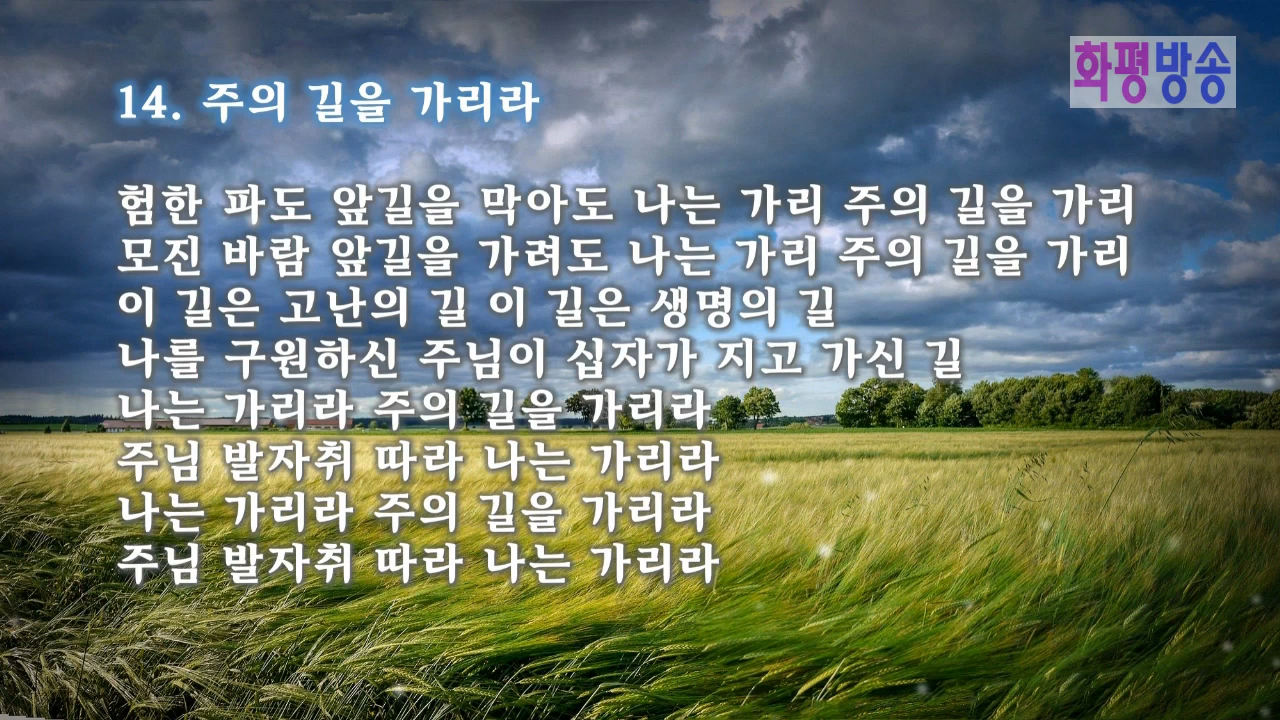 화평방송
14. 주의 길을 가리라
험한 파도 앞길을 막아도 나는 가리 주의 길을 가리
모진 바람 앞길을 가려도 나는 가리 주의 길을 가리
이 길은 고난의 길 이 길은 생명의 길
나를 구원하신 주님이 십자가 지고 가신 길
나는 가리라 주의 길을 가리라
주님 발자취 따라 나는 가리라
나는 가리라 주의 길을 가리라
주님 발자취 따라 나는 가리라